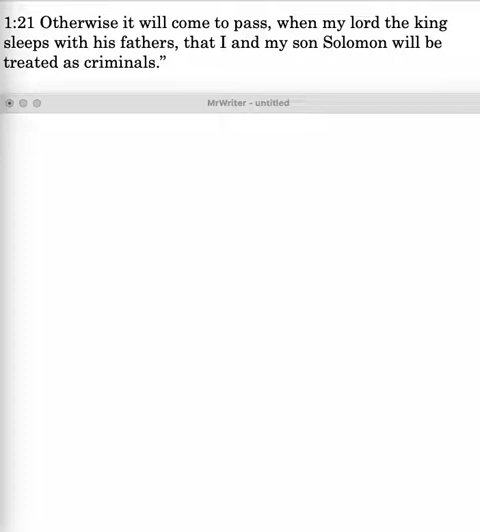 1:21 Otherwise it will come to pass, when my lord the king
sleeps with his fathers, that I and my son Solomon will be
treated as criminals.”
MrWriter - untitled